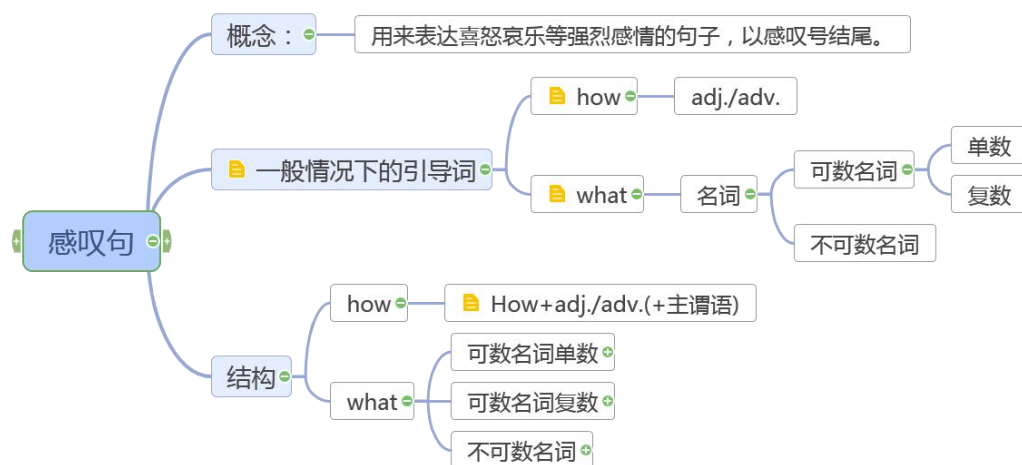 感叹句
概念：
用来表达喜怒哀乐等强烈感情的句子，以感叹号结尾。
一般情况下的引导词
how
adj./adv.
what
名词
可数名词
单数
复数
不可数名词
结构
how
How+adj./adv.(+主谓语)
what
可数名词单数
可数名词复数
不可数名词